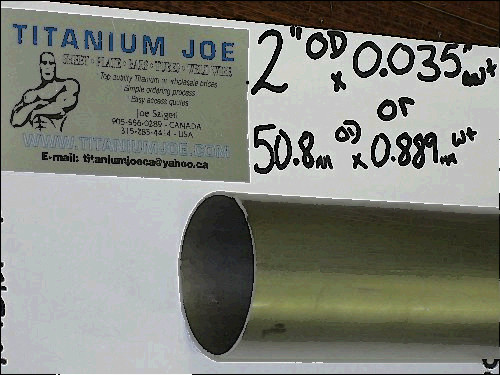 TITANIUM JOE
SHEET • PLATE • BARS • TUBES • WELD WIRE
Top quality Titanium in wholesale prices
Simple ordering process
Easy access quotes
Joe Szigeti
905-956-0289 - CANADA
315-285-4414 - USA
WWW.TITANIUMJOE.COM
E-mail: titaniumjoeca@yahoo.ca
2" OD x 0.035" wt
or
50.8mm OD x 0.889mm wt